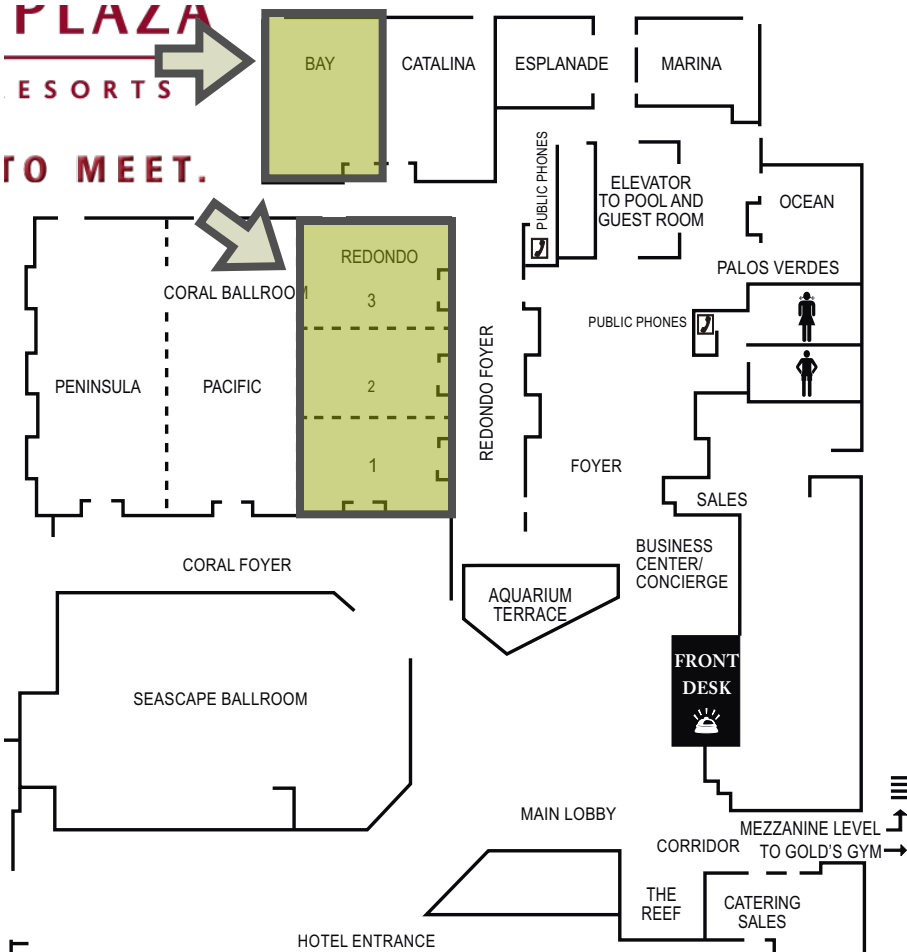 PLAZA
ESORTS
TO MEET.
BAY
CATALINA
ESPLANADE
MARINA
PUBLIC PHONES
ELEVATOR
TO POOL AND
GUEST ROOM
OCEAN
PALOS VERDES
REDONDO
CORAL BALLROOM
3
PUBLIC PHONES
PENINSULA
PACIFIC
2
REDONDO FOYER
1
FOYER
SALES
CORAL FOYER
BUSINESS
CENTER/
CONCIERGE
AQUARIUM
TERRACE
FRONT
DESK
SEASCAPE BALLROOM
MAIN LOBBY
MEZZANINE LEVEL
CORRIDOR
TO GOLD'S GYM
THE
REEF
CATERING
SALES
HOTEL ENTRANCE